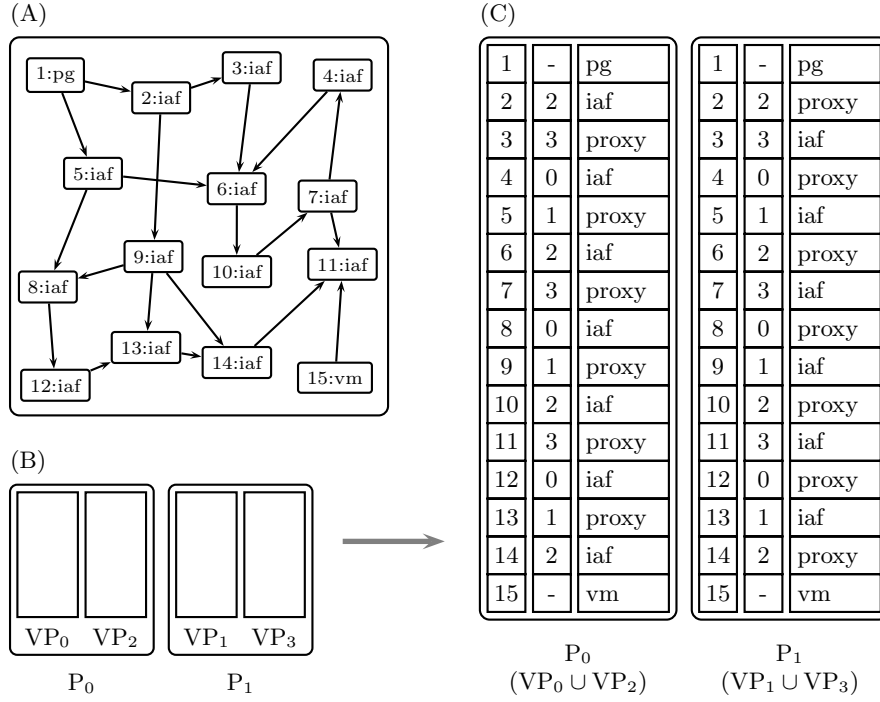 (A)
1:pg
2:iaf
3:iaf
4:iaf
5:iaf
6:iaf
7:iaf
8:iaf
9:iaf
10:iaf
11:iaf
12:iaf
13:iaf
14:iaf
15:vm
(B)
VP₀ VP₂ VP₁ VP₃
P₀ P₁
(C)
1 - pg 1 - pg
2 2 iaf 2 2 proxy
3 3 proxy 3 3 iaf
4 0 iaf 4 0 proxy
5 1 proxy 5 1 iaf
6 2 iaf 6 2 proxy
7 3 proxy 7 3 iaf
8 0 iaf 8 0 proxy
9 1 proxy 9 1 iaf
10 2 iaf 10 2 proxy
11 3 proxy 11 3 iaf
12 0 iaf 12 0 proxy
13 1 proxy 13 1 iaf
14 2 iaf 14 2 proxy
15 - vm 15 - vm
P₀ P₁
(VP₀ ∪ VP₂) (VP₁ ∪ VP₃)